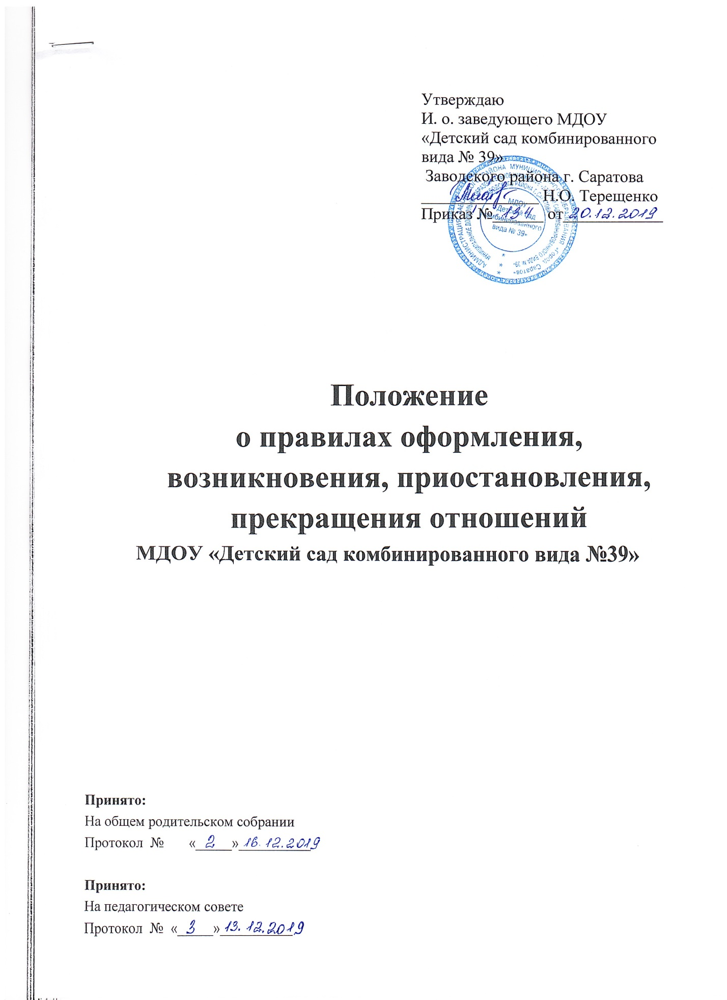 Утверждаю
И. о. заведующего МДОУ
«Детский сад комбинированного
вида № 39»
Заводского района г. Саратова
Н.О. Терещенко
Приказ № 134 от 20.12.2019
МДОУ
«Детский сад
комбинированного
вида № 39»
Положение
о правилах оформления,
возникновения, приостановления,
прекращения отношений
МДОУ «Детский сад комбинированного вида №39»
Принято:
На общем родительском собрании
Протокол № «2» 16.12.2019
Принято:
На педагогическом совете
Протокол № «3» 13.12.2019